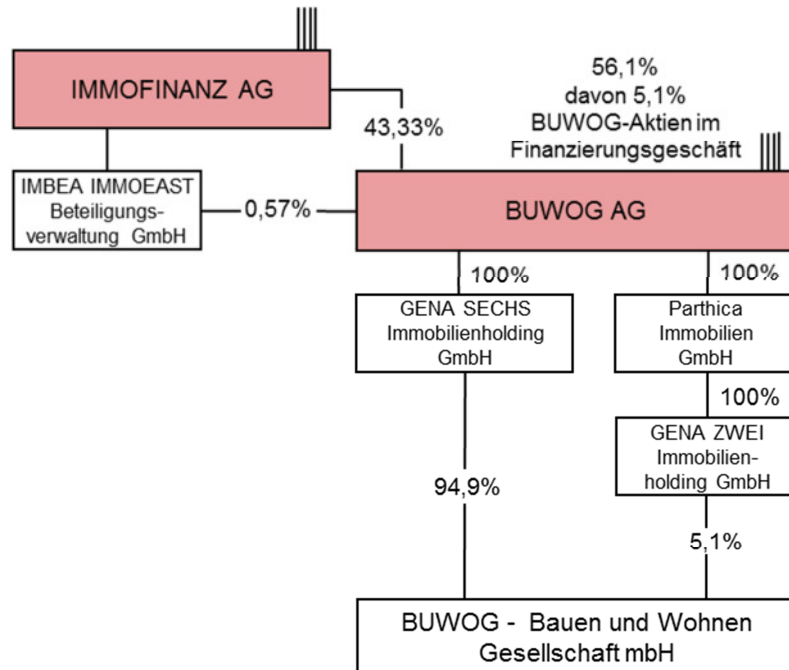 IMMOFINANZ AG
56,1%
davon 5,1%
BUWOG-Aktien im
Finanzierungsgeschäft
43,33%
IMBEA IMMOEAST
Beteiligungs-
verwaltung GmbH
0,57%
BUWOG AG
100%
100%
GENA SECHS
Immobilienholding
GmbH
Parthica
Immobilien
GmbH
100%
GENA ZWEI
Immobilien-
holding GmbH
94,9%
5,1%
BUWOG - Bauen und Wohnen
Gesellschaft mbH